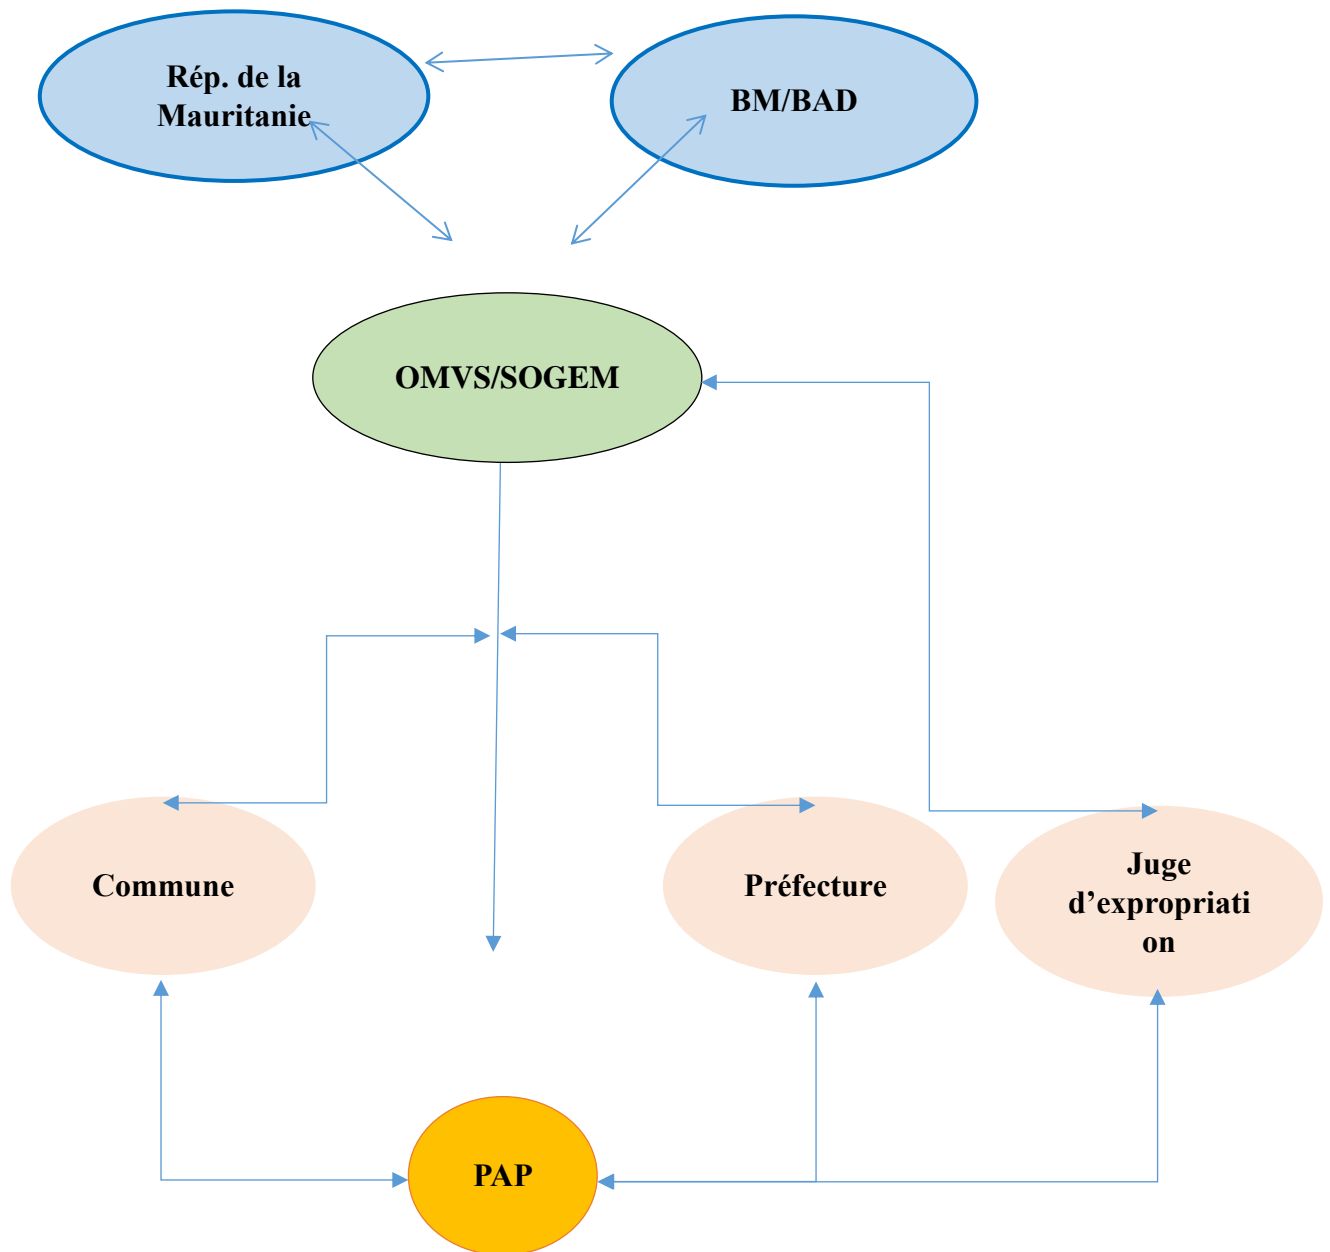 Rép. de la
Mauritanie
BM/BAD
OMVS/SOGEM
Commune
Préfecture
Juge
d’expropriati
on
PAP